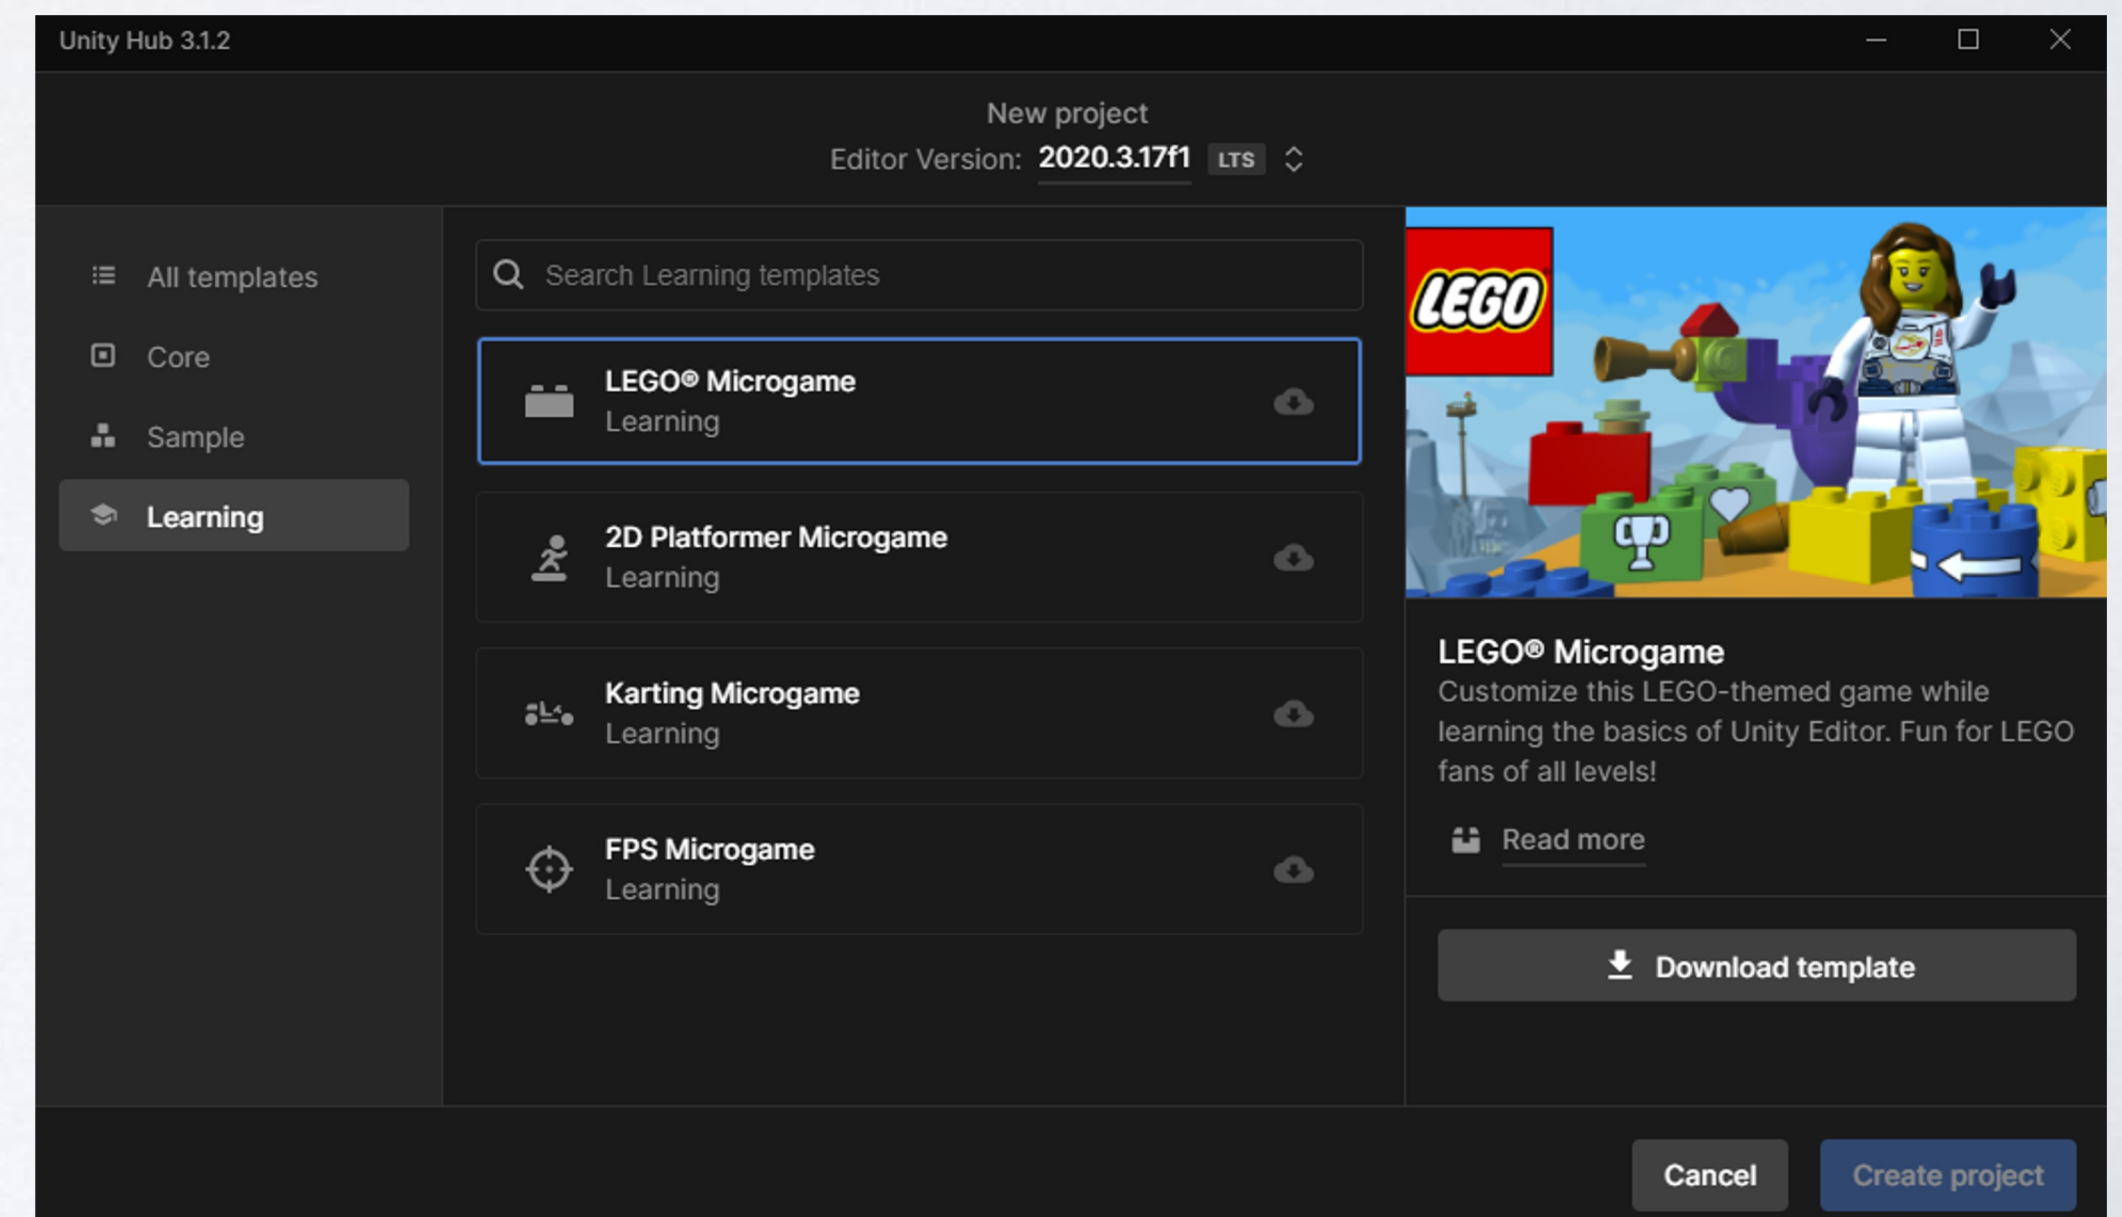 Unity Hub 3.1.2
New project
Editor Version: 2020.3.17f1 LTS
All templates
Core
Sample
Learning
Search Learning templates
LEGO® Microgame
Learning
2D Platformer Microgame
Learning
Karting Microgame
Learning
FPS Microgame
Learning
LEGO
LEGO® Microgame
Customize this LEGO-themed game while
learning the basics of Unity Editor. Fun for LEGO
fans of all levels!
Read more
Download template
Cancel
Create project